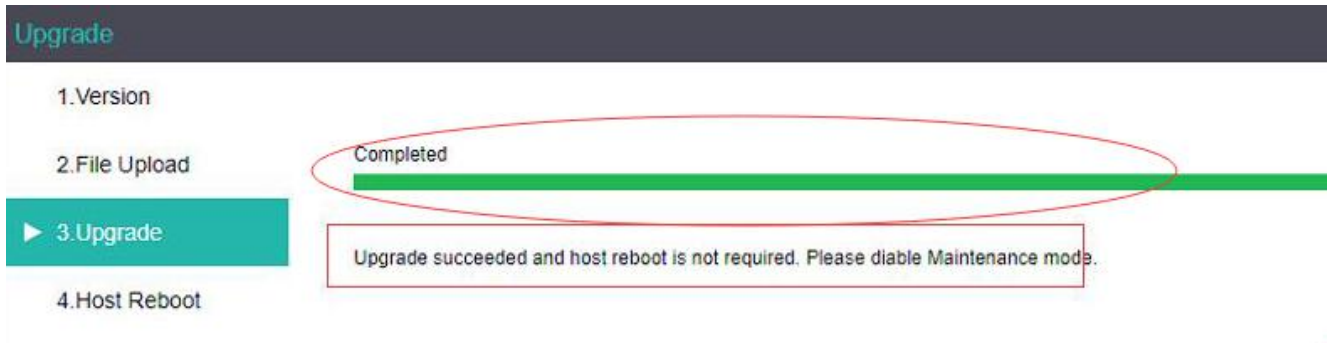 Upgrade
1.Version
2.File Upload
Completed
3.Upgrade
Upgrade succeeded and host reboot is not required. Please diable Maintenance mode.
4.Host Reboot